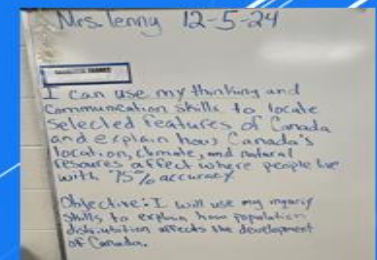 Mrs. Tenny 12-5-24
I can use my thinking and
communication skills to locate
selected features of Canada
and explain how Canada's
location, climate, and natural
resources affect where people live
with 75% accuracy
Objective: I will use my inquiry
skills to explain how population
distribution affects the development
of Canada.